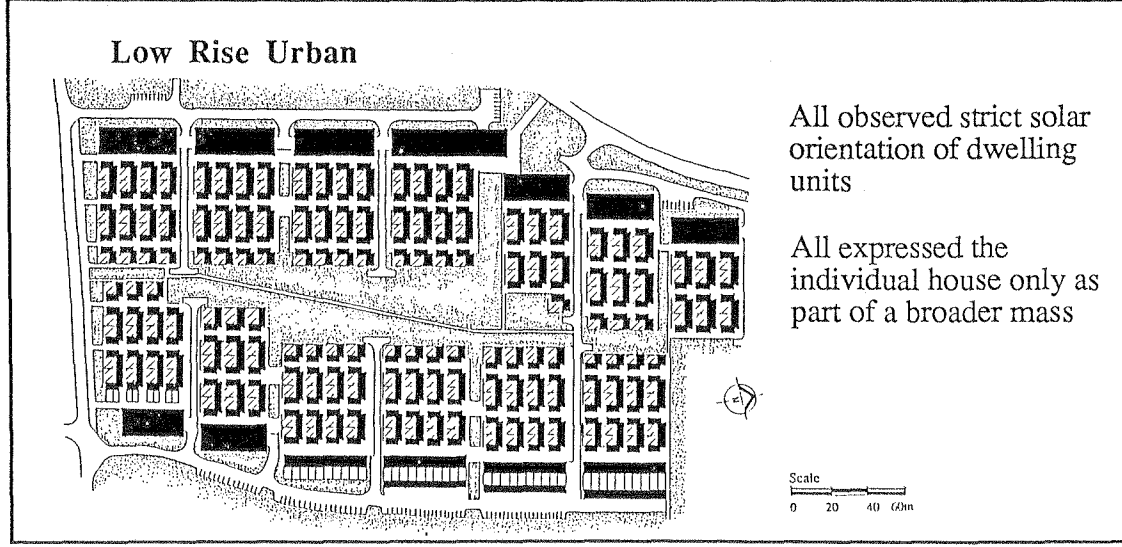 Low Rise Urban
All observed strict solar
orientation of dwelling
units
All expressed the
individual house only as
part of a broader mass
Scale
0 20 40 60m